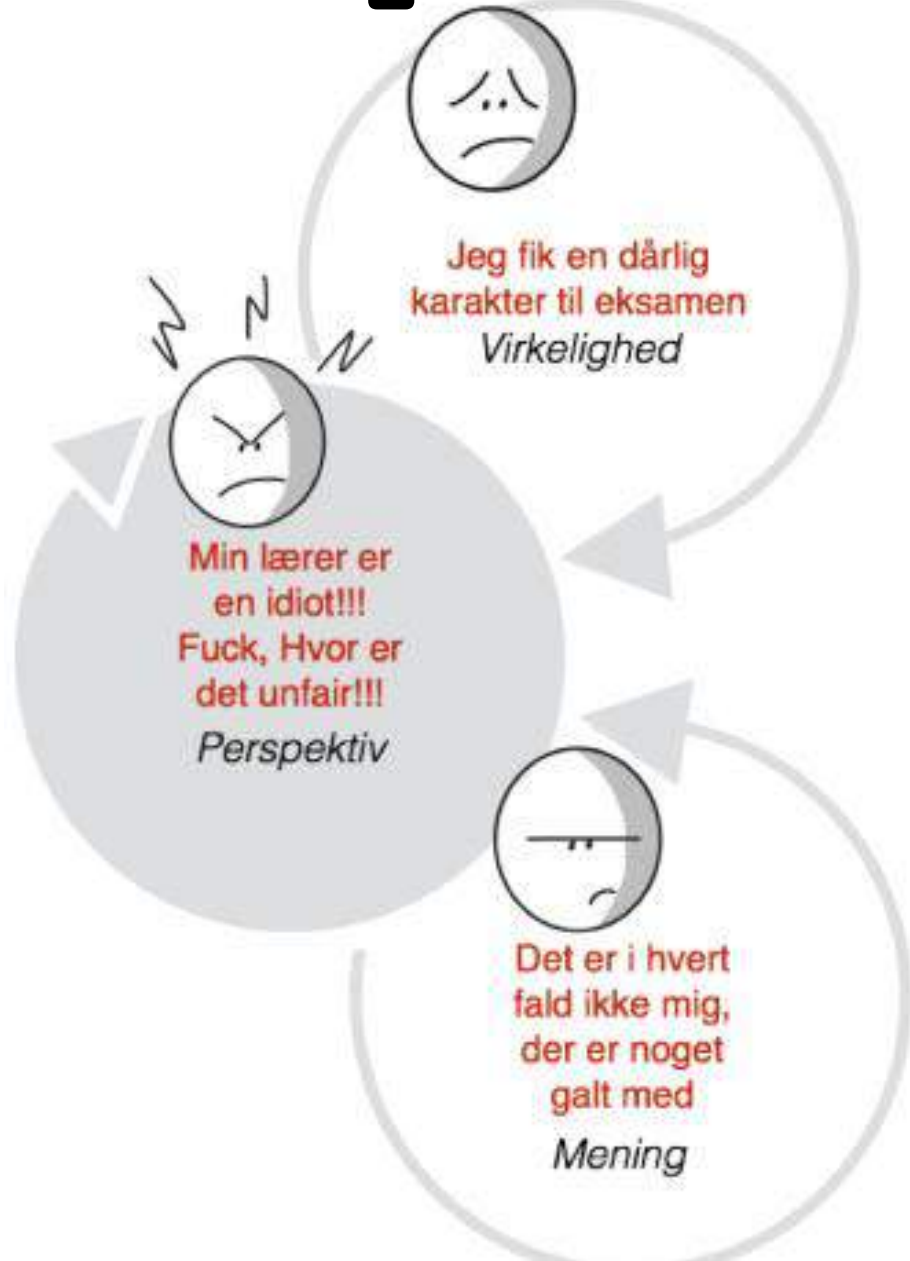 Jeg fik en dårlig
karakter til eksamen
Virkelighed
Min lærer er
en idiot!!!
Fuck, Hvor er
det unfair!!!
Perspektiv
Det er i hvert
fald ikke mig,
der er noget
galt med
Mening